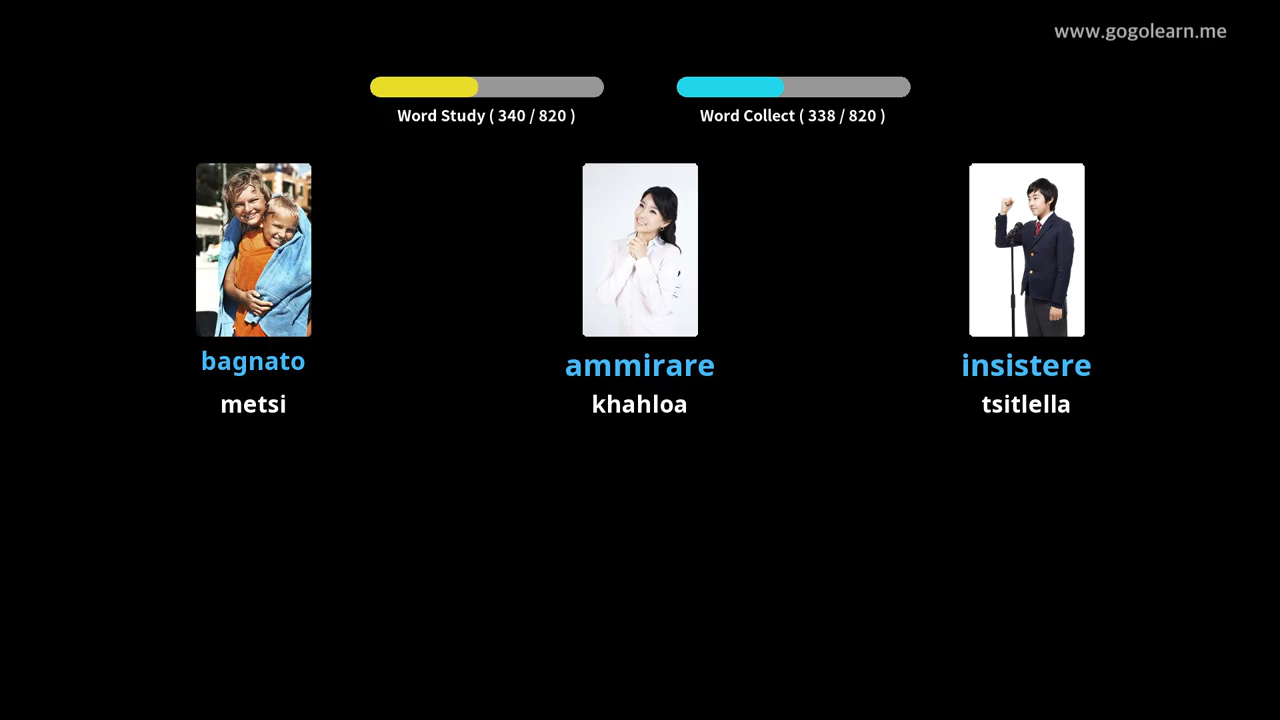 www.gogolearn.me
Word Study ( 340 / 820 )
Word Collect ( 338 / 820 )
bagnato
metsi
ammirare
khahloa
insistere
tsitlella